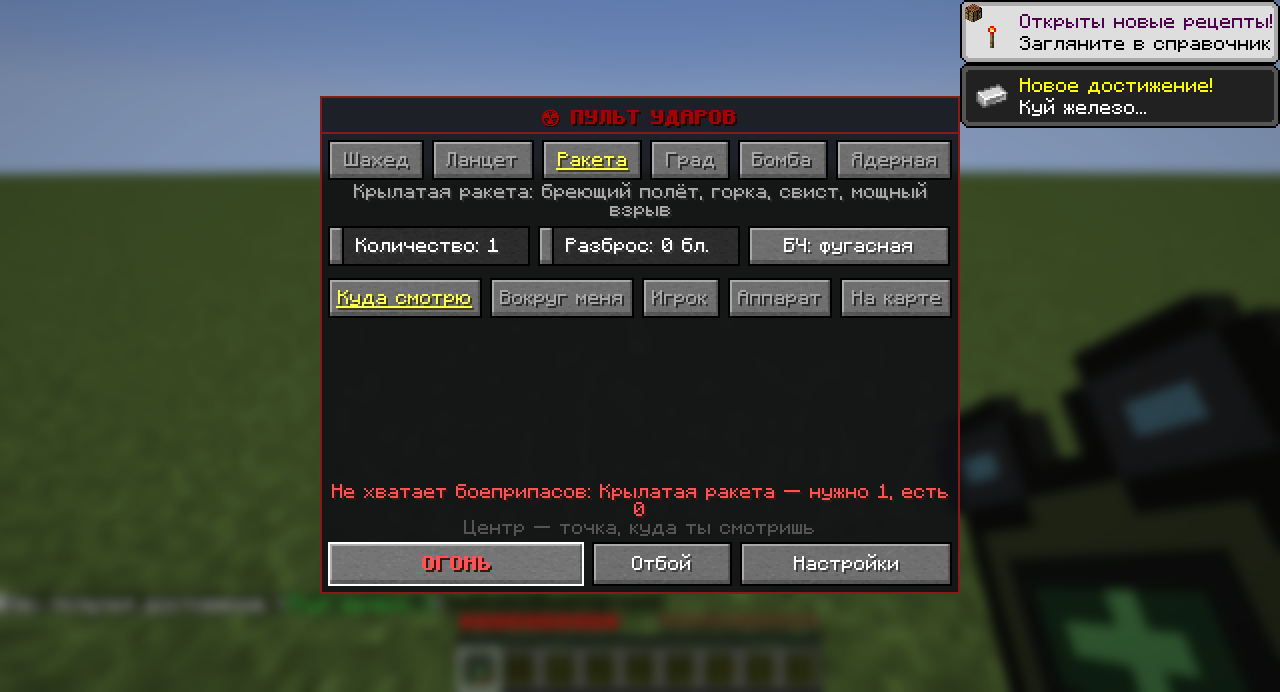 Открыты новые рецепты!
Загляните в справочник
Новое достижение!
Куй железо...
☢ ПУЛЬТ УДАРОВ
Шахед Ланцет Ракета Град Бомба Ядерная
Крылатая ракета: бреющий полёт, горка, свист, мощный
взрыв
Количество: 1 Разброс: 0 бл. БЧ: фугасная
Куда смотрю Вокруг меня Игрок Аппарат На карте
Не хватает боеприпасов: Крылатая ракета — нужно 1, есть
0
Центр — точка, куда ты смотришь
ОГОНЬ Отбой Настройки